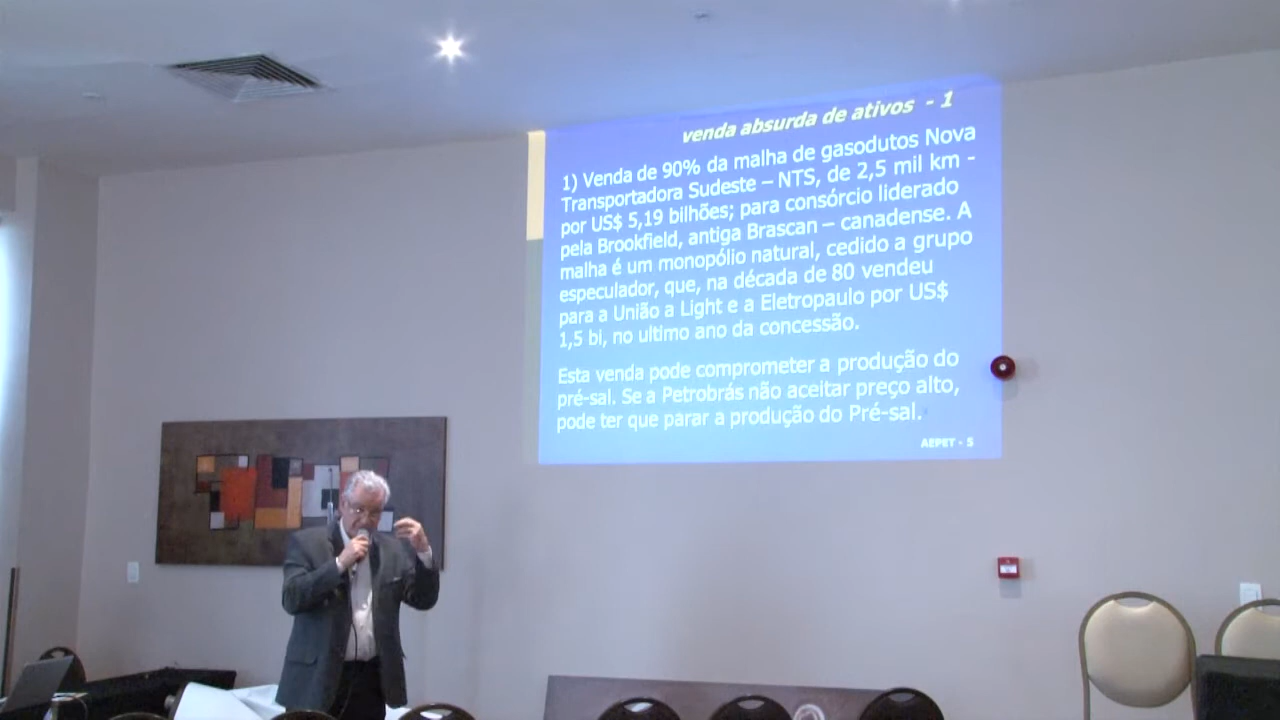 venda absurda de ativos - 1
1) Venda de 90% da malha de gasodutos Nova
Transportadora Sudeste – NTS, de 2,5 mil km -
por US$ 5,19 bilhões; para consórcio liderado
pela Brookfield, antiga Brascan – canadense. A
malha é um monopólio natural, cedido a grupo
especulador, que, na década de 80 vendeu
para a União a Light e a Eletropaulo por US$
1,5 bi, no ultimo ano da concessão.
Esta venda pode comprometer a produção do
pré-sal. Se a Petrobrás não aceitar preço alto,
pode ter que parar a produção do Pré-sal.
AEPET - 5